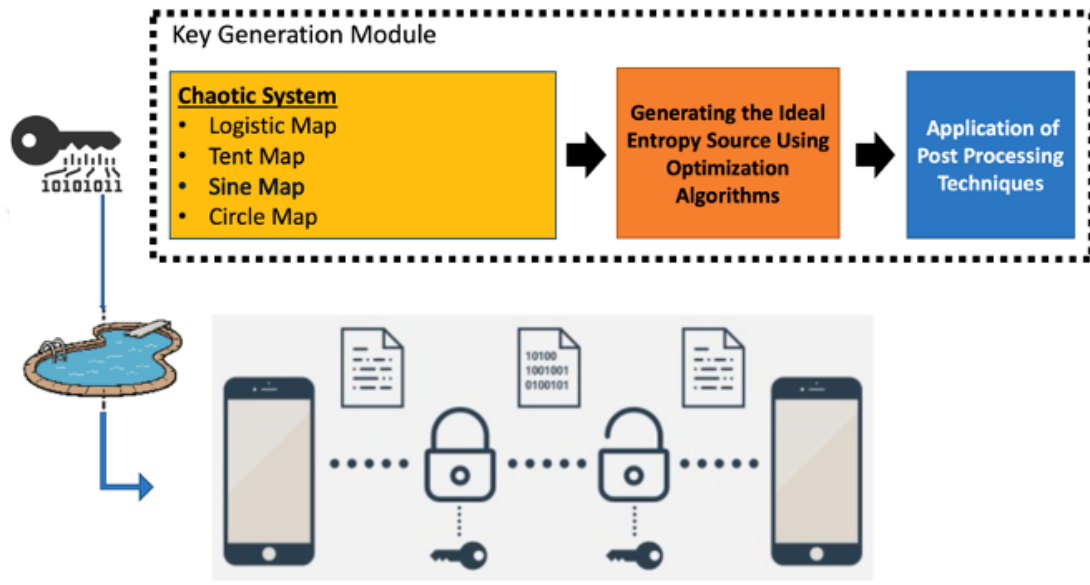 Key Generation Module
Chaotic System
• Logistic Map
• Tent Map
• Sine Map
• Circle Map
Generating the Ideal
Entropy Source Using
Optimization
Algorithms
Application of
Post Processing
Techniques
10101011
10100
1001001
0100101